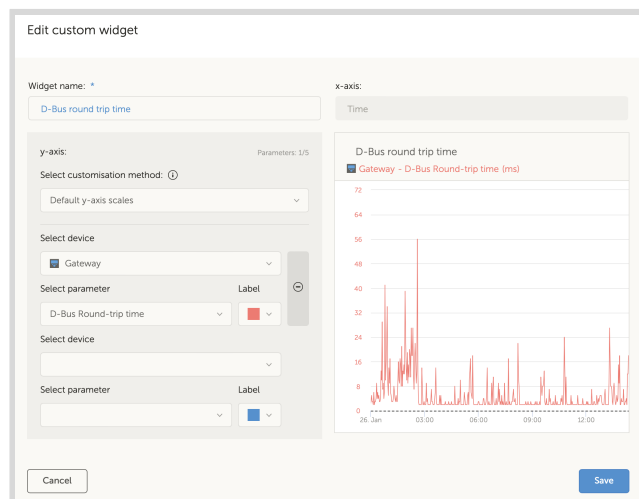 Edit custom widget
Widget name: *
D-Bus round trip time
x-axis:
Time
y-axis:
Parameters: 1/5
Select customisation method:
Default y-axis scales
Select device
Gateway
Select parameter
Label
D-Bus Round-trip time
Select device
Select parameter
Label
D-Bus round trip time
Gateway - D-Bus Round-trip time (ms)
72
64
56
48
40
32
24
16
8
0
26. Jan 03:00 06:00 09:00 12:00
Cancel
Save